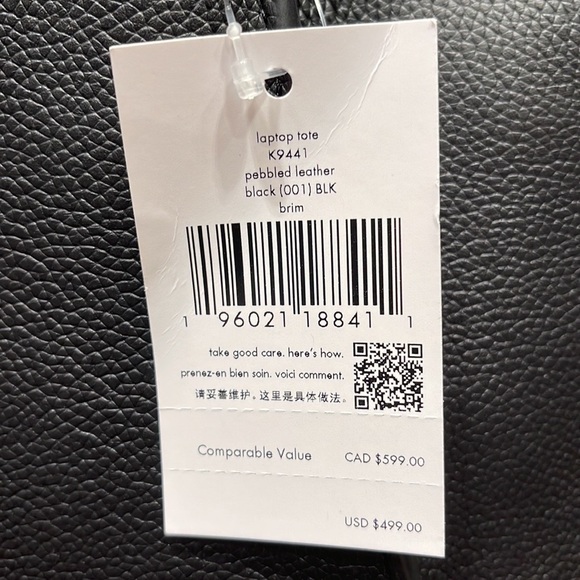 laptop tote
K9441
pebbled leather
black (001) BLK
brim
1 96021 18841 1
take good care. here's how.
prenez-en bien soin. voici comment.
请妥善维护。这里是具体做法。
Comparable Value CAD $599.00
USD $499.00